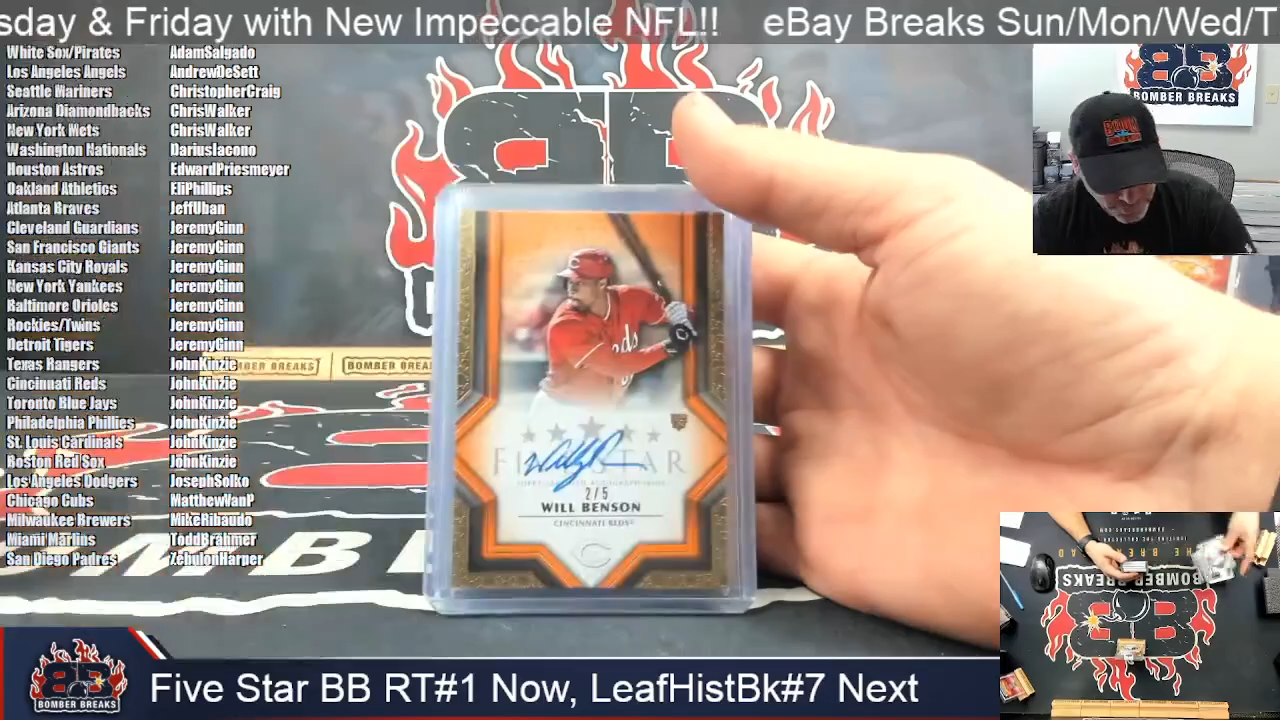 sday & Friday with New Impeccable NFL!! eBay Breaks Sun/Mon/Wed/T
White Sox/Pirates AdamSalgado
Los Angeles Angels AndrewDeSett
Seattle Mariners ChristopherCraig
Arizona Diamondbacks ChrisWalker
New York Mets ChrisWalker
Washington Nationals DariusIacono
Houston Astros EdwardPriesmeyer
Oakland Athletics EliPhillips
Atlanta Braves JeffUban
Cleveland Guardians JeremyGinn
San Francisco Giants JeremyGinn
Kansas City Royals JeremyGinn
New York Yankees JeremyGinn
Baltimore Orioles JeremyGinn
Rockies/Twins JeremyGinn
Detroit Tigers JeremyGinn
Texas Rangers JohnKinzie
Cincinnati Reds JohnKinzie
Toronto Blue Jays JohnKinzie
Philadelphia Phillies JohnKinzie
St. Louis Cardinals JohnKinzie
Boston Red Sox JohnKinzie
Los Angeles Dodgers JosephSolko
Chicago Cubs MatthewVanP
Milwaukee Brewers MikeRibaudo
Miami Marlins ToddBrahmer
San Diego Padres ZebulonHarper
BOMBER BREAKS
MBER BREAKS BOMBER BREA
FIVE STAR
2/5
WILL BENSON
CINCINNATI REDS
BOMBER BREAKS
BOMBER BREAKS
Five Star BB RT#1 Now, LeafHistBk#7 Next